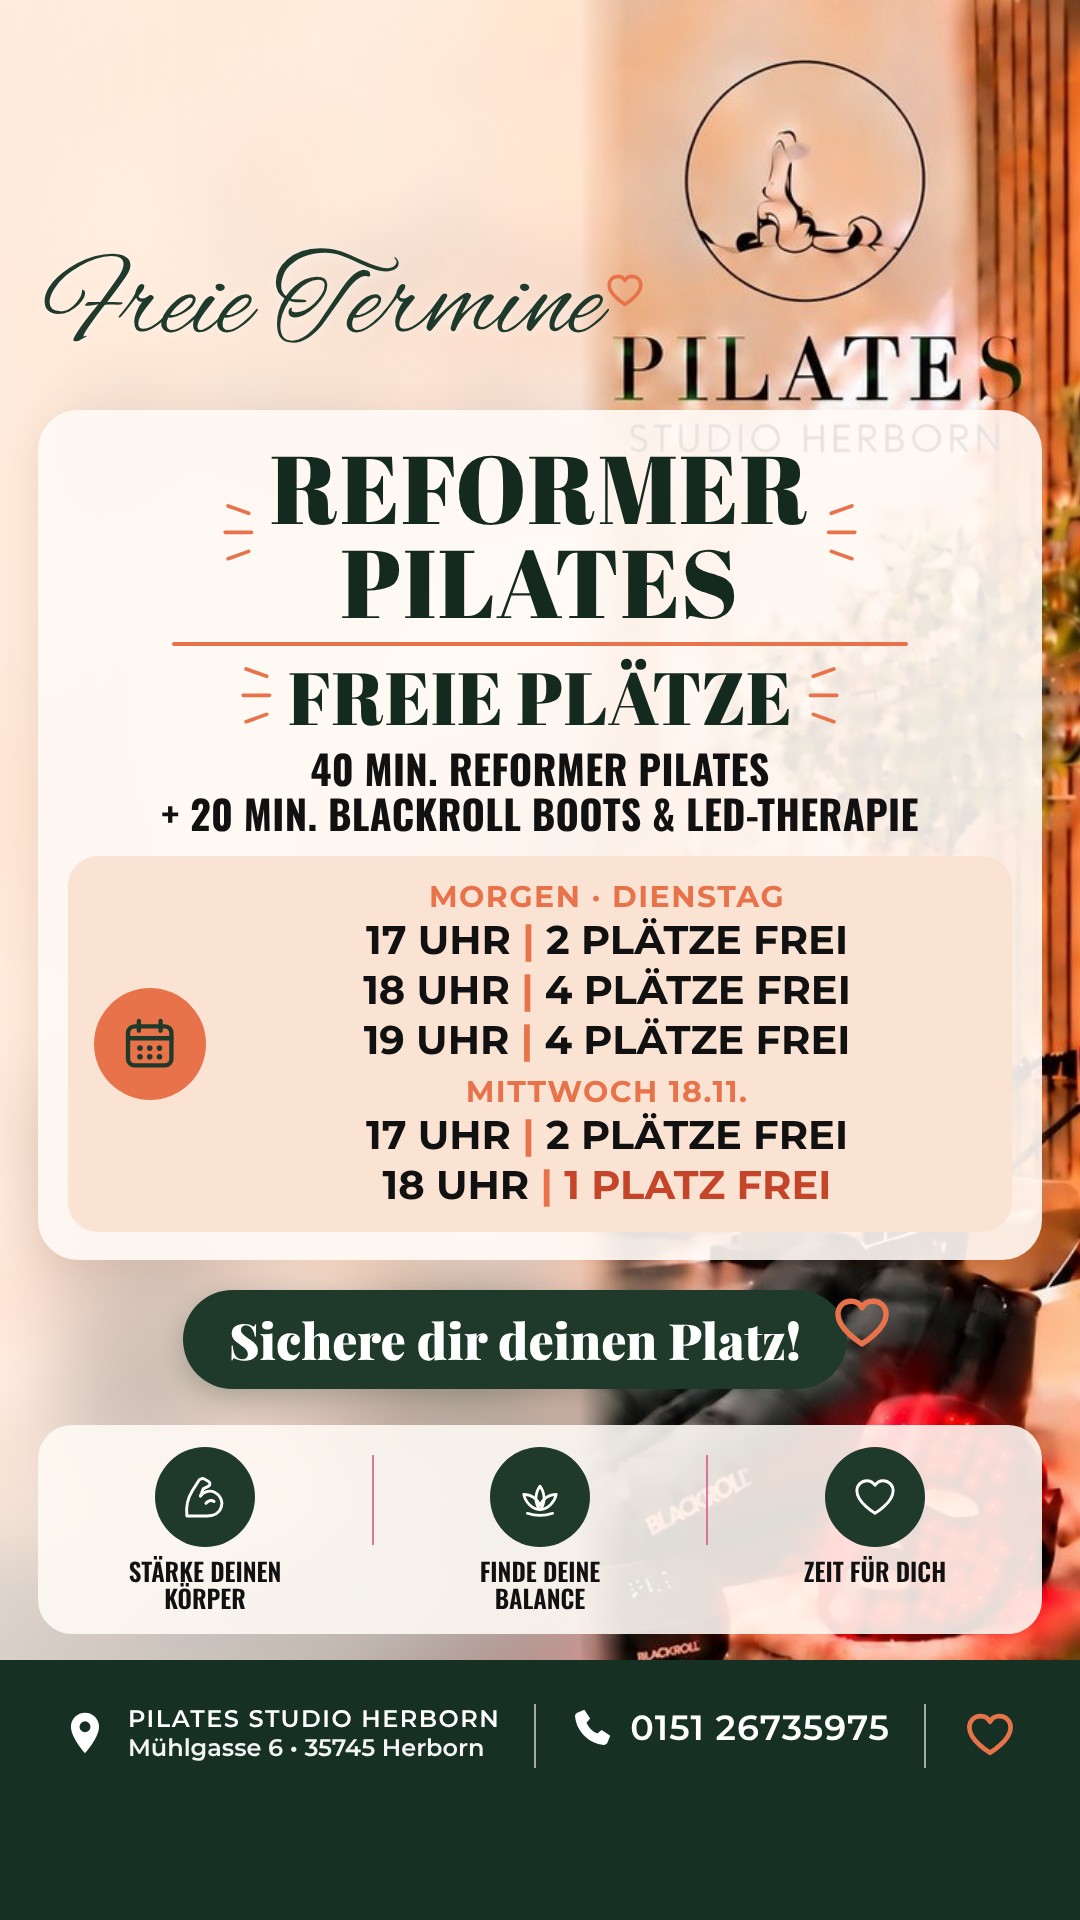 Freie Termine
PILATES
STUDIO HERBORN
REFORMER
PILATES
FREIE PLÄTZE
40 MIN. REFORMER PILATES
+ 20 MIN. BLACKROLL BOOTS & LED-THERAPIE
MORGEN · DIENSTAG
17 UHR | 2 PLÄTZE FREI
18 UHR | 4 PLÄTZE FREI
19 UHR | 4 PLÄTZE FREI
MITTWOCH 18.11.
17 UHR | 2 PLÄTZE FREI
18 UHR | 1 PLATZ FREI
Sichere dir deinen Platz!
BLACKROLL
STÄRKE DEINEN
KÖRPER
FINDE DEINE
BALANCE
ZEIT FÜR DICH
BLACKROLL
PILATES STUDIO HERBORN
Mühlgasse 6 • 35745 Herborn
0151 26735975